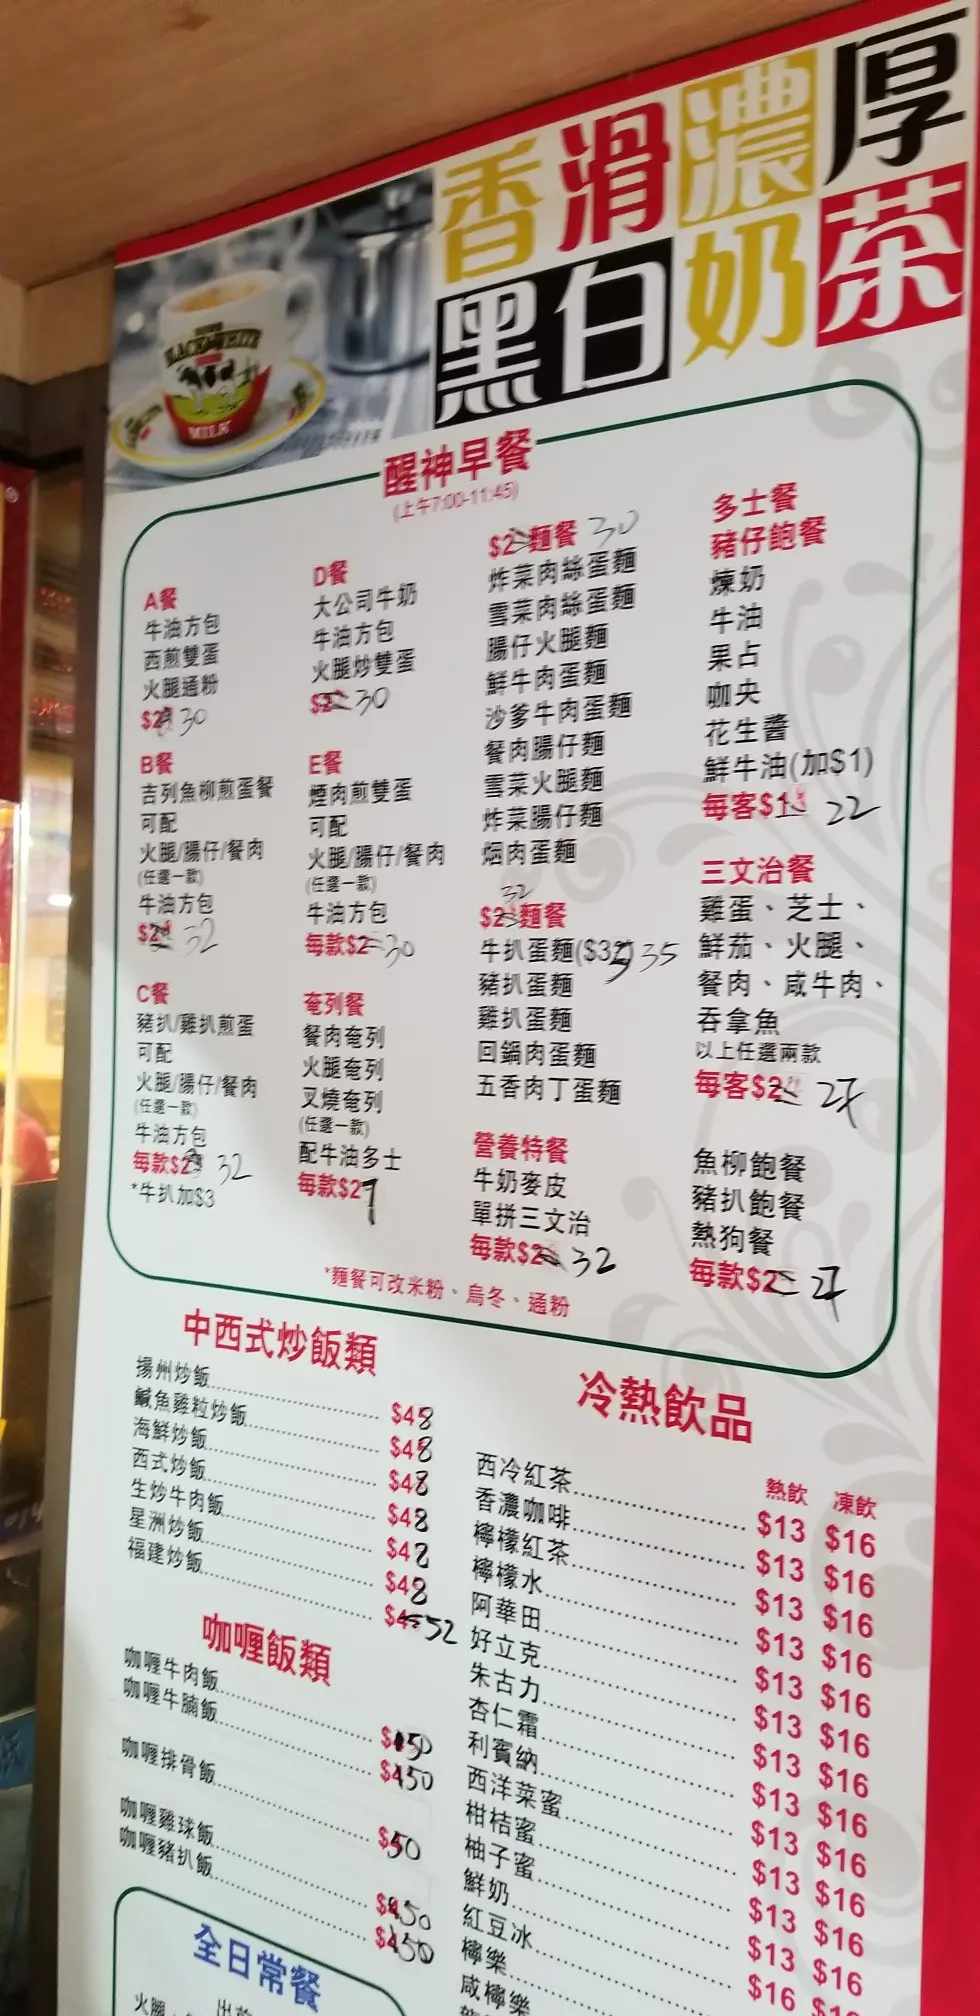 香滑濃厚
黑白奶茶
BLACK&WHITE
MILK
醒神早餐
(上午7:00-11:45)
A餐
牛油方包
西煎雙蛋
火腿通粉
30
B餐
吉列魚柳煎蛋餐
可配
火腿/腸仔/餐肉
(任選一款)
牛油方包
32
C餐
豬扒/雞扒煎蛋
可配
火腿/腸仔/餐肉
(任選一款)
牛油方包
每款$2 32
*牛扒加$3
D餐
大公司牛奶
牛油方包
火腿炒雙蛋
30
E餐
煙肉煎雙蛋
可配
火腿/腸仔/餐肉
(任選一款)
牛油方包
每款$2 30
奄列餐
餐肉奄列
火腿奄列
叉燒奄列
(任選一款)
配牛油多士
每款$29
$2 麵餐 30
炸菜肉絲蛋麵
雪菜肉絲蛋麵
腸仔火腿麵
鮮牛肉蛋麵
沙爹牛肉蛋麵
餐肉腸仔麵
雪菜火腿麵
炸菜腸仔麵
烟肉蛋麵
32
$2 麵餐
牛扒蛋麵($3 ) 35
豬扒蛋麵
雞扒蛋麵
回鍋肉蛋麵
五香肉丁蛋麵
營養特餐
牛奶麥皮
單拼三文治
每款$2 32
多士餐
豬仔飽餐
煉奶
牛油
果占
咖央
花生醬
鮮牛油(加$1)
每客$1 22
三文治餐
雞蛋、芝士、
鮮茄、火腿、
餐肉、咸牛肉、
吞拿魚
以上任選兩款
每客$2 27
魚柳飽餐
豬扒飽餐
熱狗餐
每款$2 27
*麵餐可改米粉、烏冬、通粉
中西式炒飯類
揚州炒飯 $48
鹹魚雞粒炒飯 $48
海鮮炒飯 $48
西式炒飯 $48
生炒牛肉飯 $48
星洲炒飯 $48
福建炒飯 $4 52
咖喱飯類
咖喱牛肉飯 $50
咖喱牛腩飯 $50
咖喱排骨飯 $50
咖喱雞球飯 $50
咖喱豬扒飯 $50
全日常餐
冷熱飲品
熱飲 凍飲
西冷紅茶 $13 $16
香濃咖啡 $13 $16
檸檬紅茶 $13 $16
檸檬水 $13 $16
阿華田 $13 $16
好立克 $13 $16
朱古力 $13 $16
杏仁霜 $13 $16
利賓納 $13 $16
西洋菜蜜 $13 $16
柑桔蜜 $13 $16
柚子蜜 $13 $16
鮮奶 $16
紅豆冰
檸樂
咸檸樂